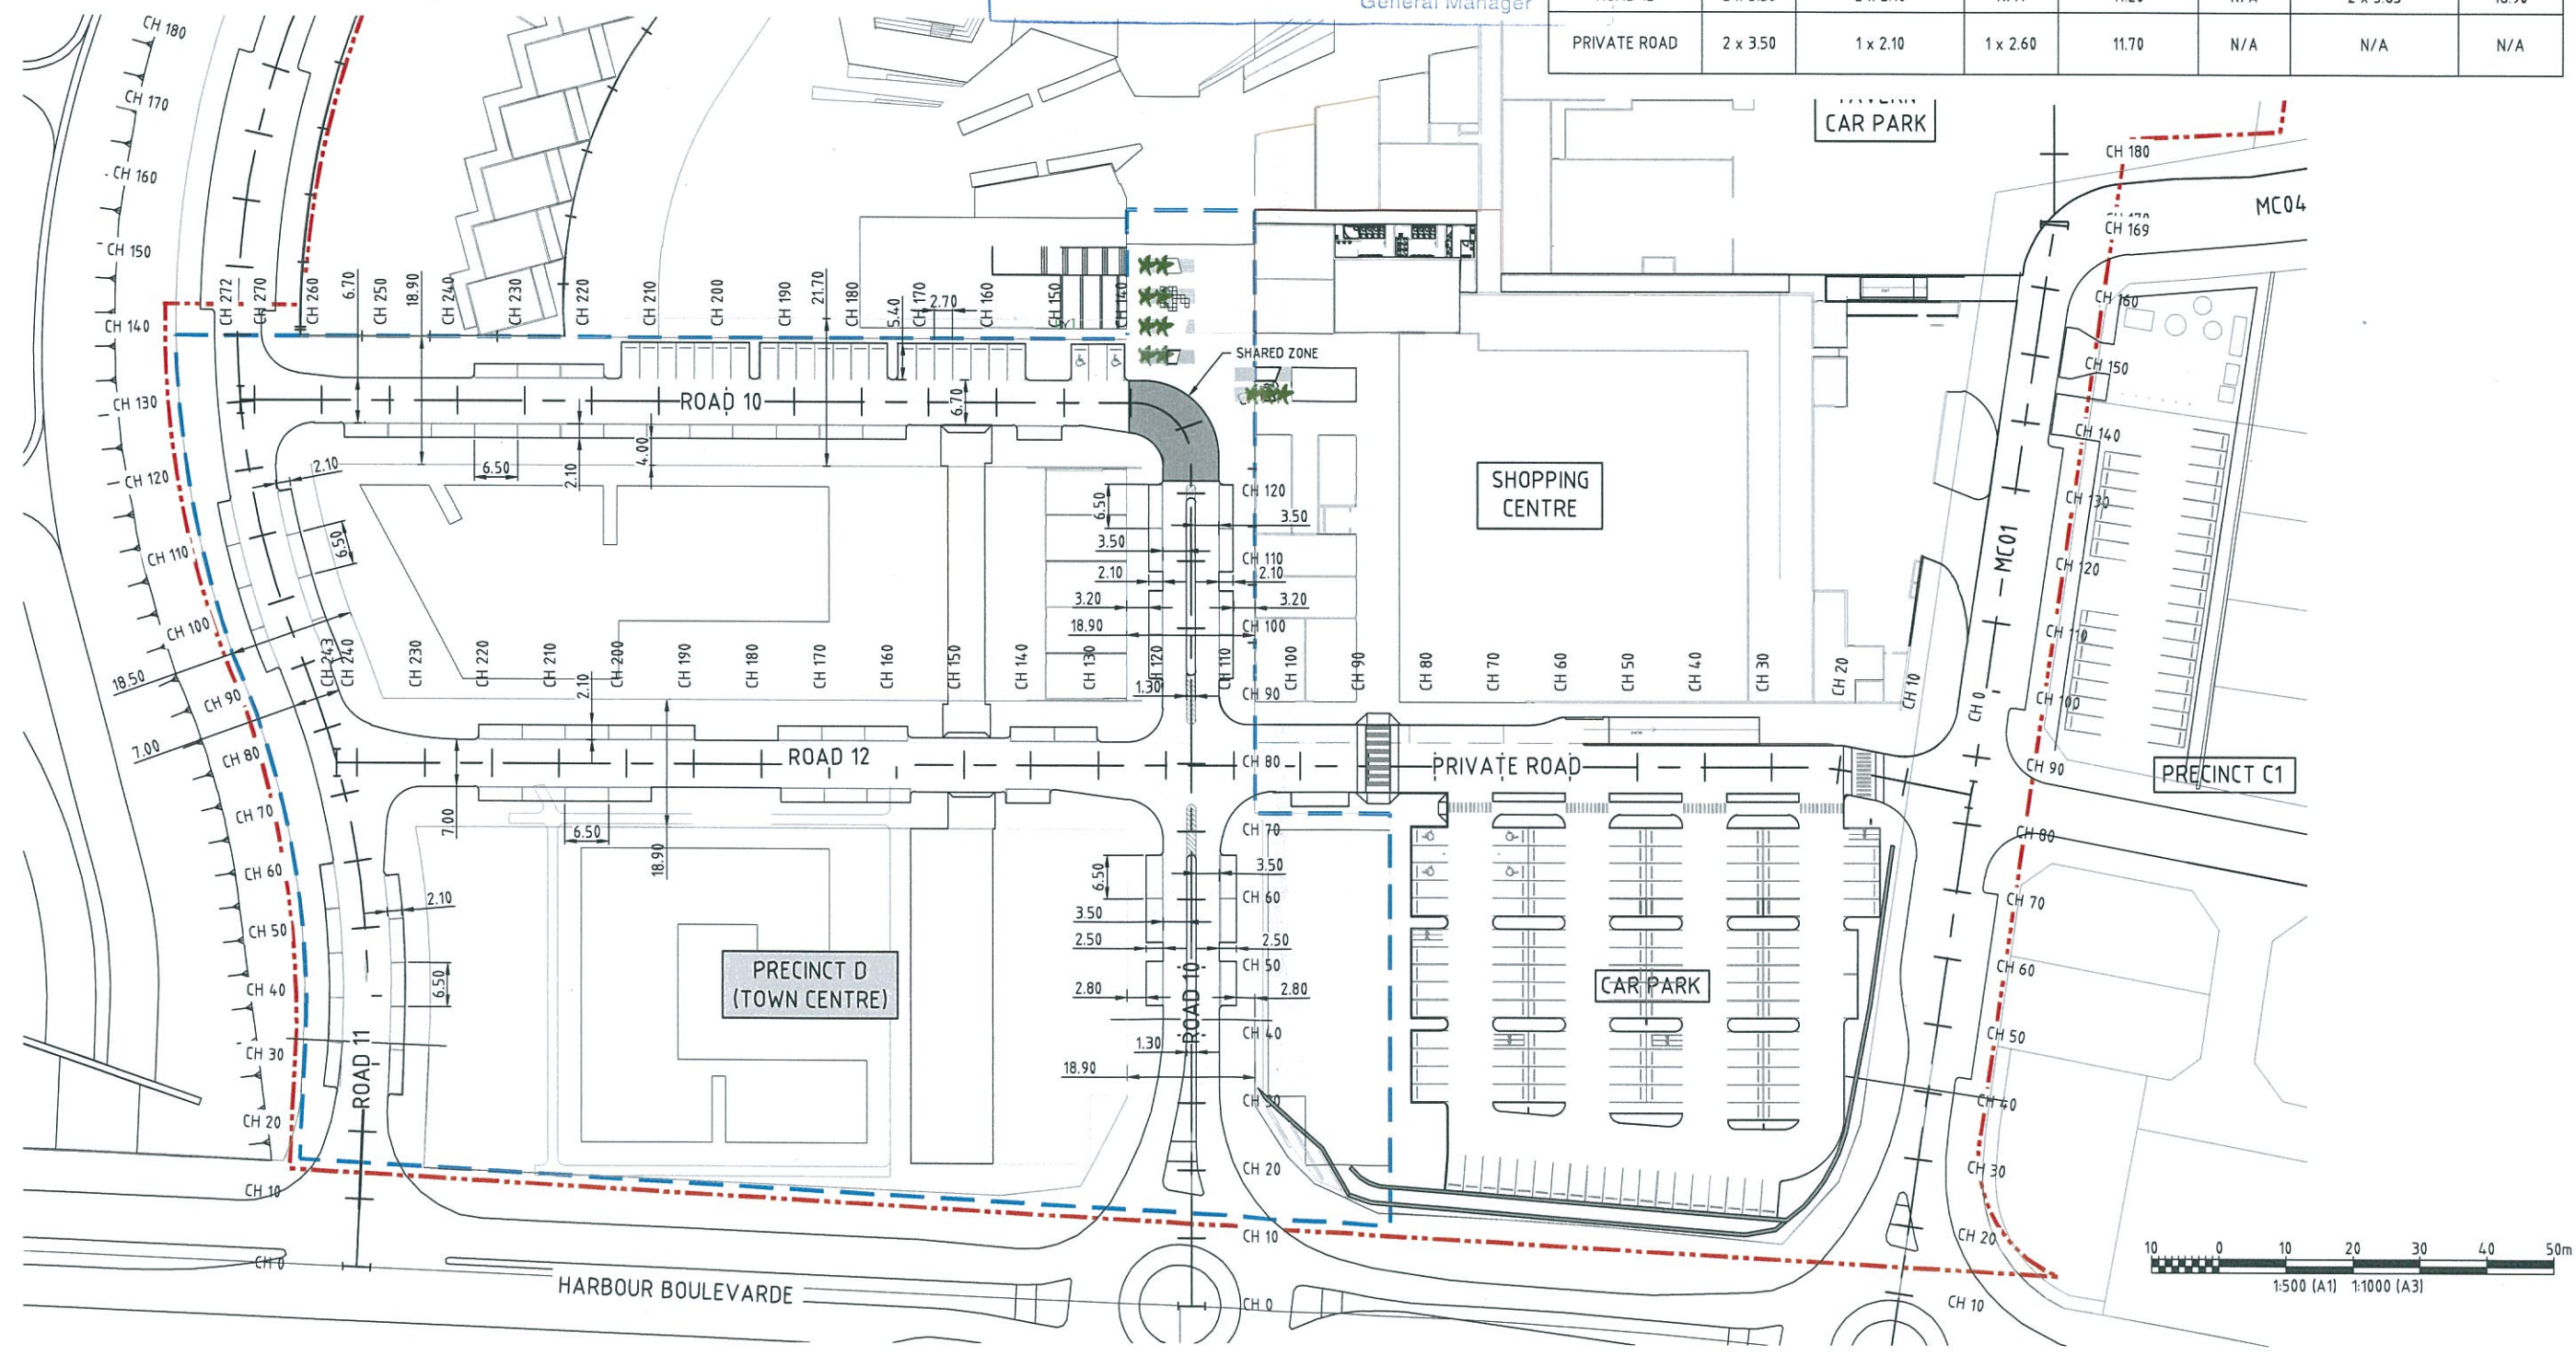 General Manager
PRIVATE ROAD 2 x 3.50 1 x 2.10 1 x 2.60 11.70 N/A N/A N/A
CAR PARK
CH 180
CH 170
CH 160
CH 150
CH 140
CH 130
CH 120
CH 110
CH 100
CH 90
CH 80
CH 70
CH 60
CH 50
CH 40
CH 30
CH 20
CH 10
CH 0
CH 272
CH 270
CH 260
6.70
CH 250
18.90
CH 240
CH 230
CH 220
CH 210
CH 200
CH 190
21.70
CH 180
5.40
CH 170
2.70
CH 160
CH 150
CH 140
SHARED ZONE
ROAD 10
6.70
2.10
6.50
2.10
4.00
6.50
18.50
7.00
CH 120
6.50
3.50
3.50
CH 110
2.10
2.10
3.20
3.20
CH 100
18.90
1.30
CH 90
SHOPPING
CENTRE
CH 243
CH 240
CH 230
CH 220
CH 210
CH 200
CH 190
CH 180
CH 170
CH 160
CH 150
CH 140
CH 130
CH 120
CH 110
CH 100
CH 90
CH 80
CH 70
CH 60
CH 50
CH 40
CH 30
CH 20
CH 10
CH 0
2.10
ROAD 12
CH 80
PRIVATE ROAD
7.00
6.50
18.90
CH 70
6.50
3.50
CH 60
3.50
2.50
2.50
CH 50
2.80
2.80
CH 40
1.30
18.90
CH 30
CH 20
CH 10
CH 0
ROAD 10
2.10
6.50
ROAD 11
PRECINCT D
(TOWN CENTRE)
CAR PARK
HARBOUR BOULEVARDE
MC04
MC01
CH 180
CH 169
CH 160
CH 150
CH 140
CH 130
CH 120
CH 110
CH 100
CH 90
CH 80
CH 70
CH 60
CH 50
CH 40
CH 30
CH 20
CH 10
PRECINCT C1
10 0 10 20 30 40 50m
1:500 (A1) 1:1000 (A3)